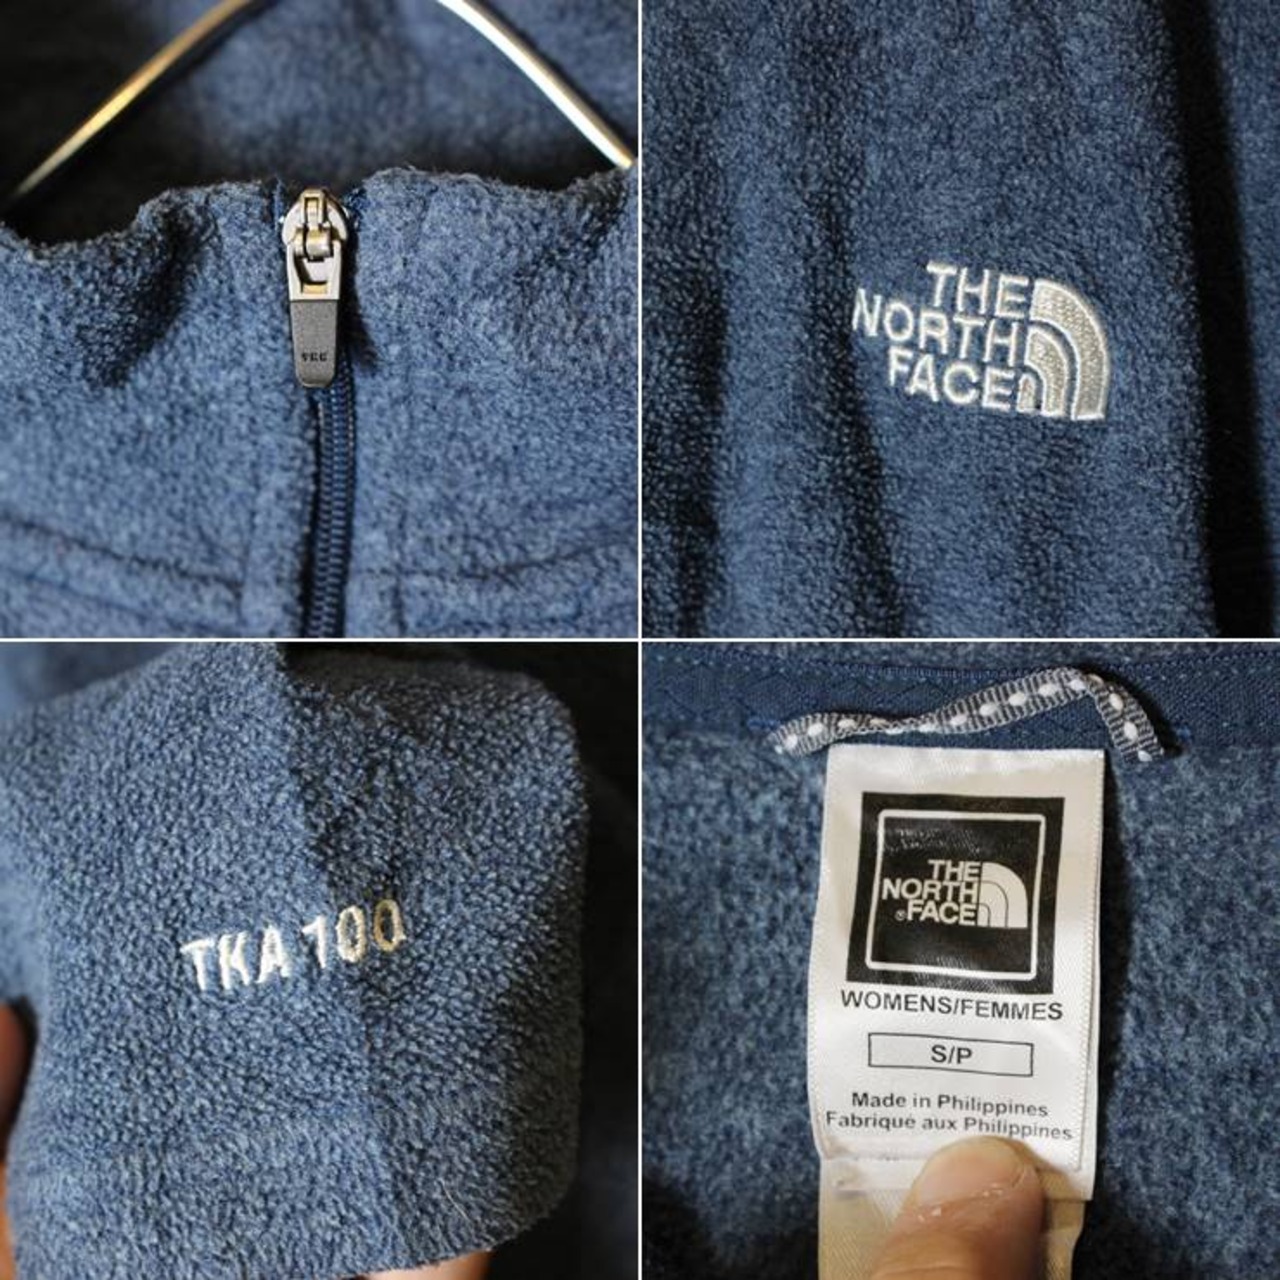 THE
NORTH
FACE
TKA 100
THE
NORTH
®FACE
WOMENS/FEMMES
S/P
Made in Philippines
Fabriqué aux Philippines